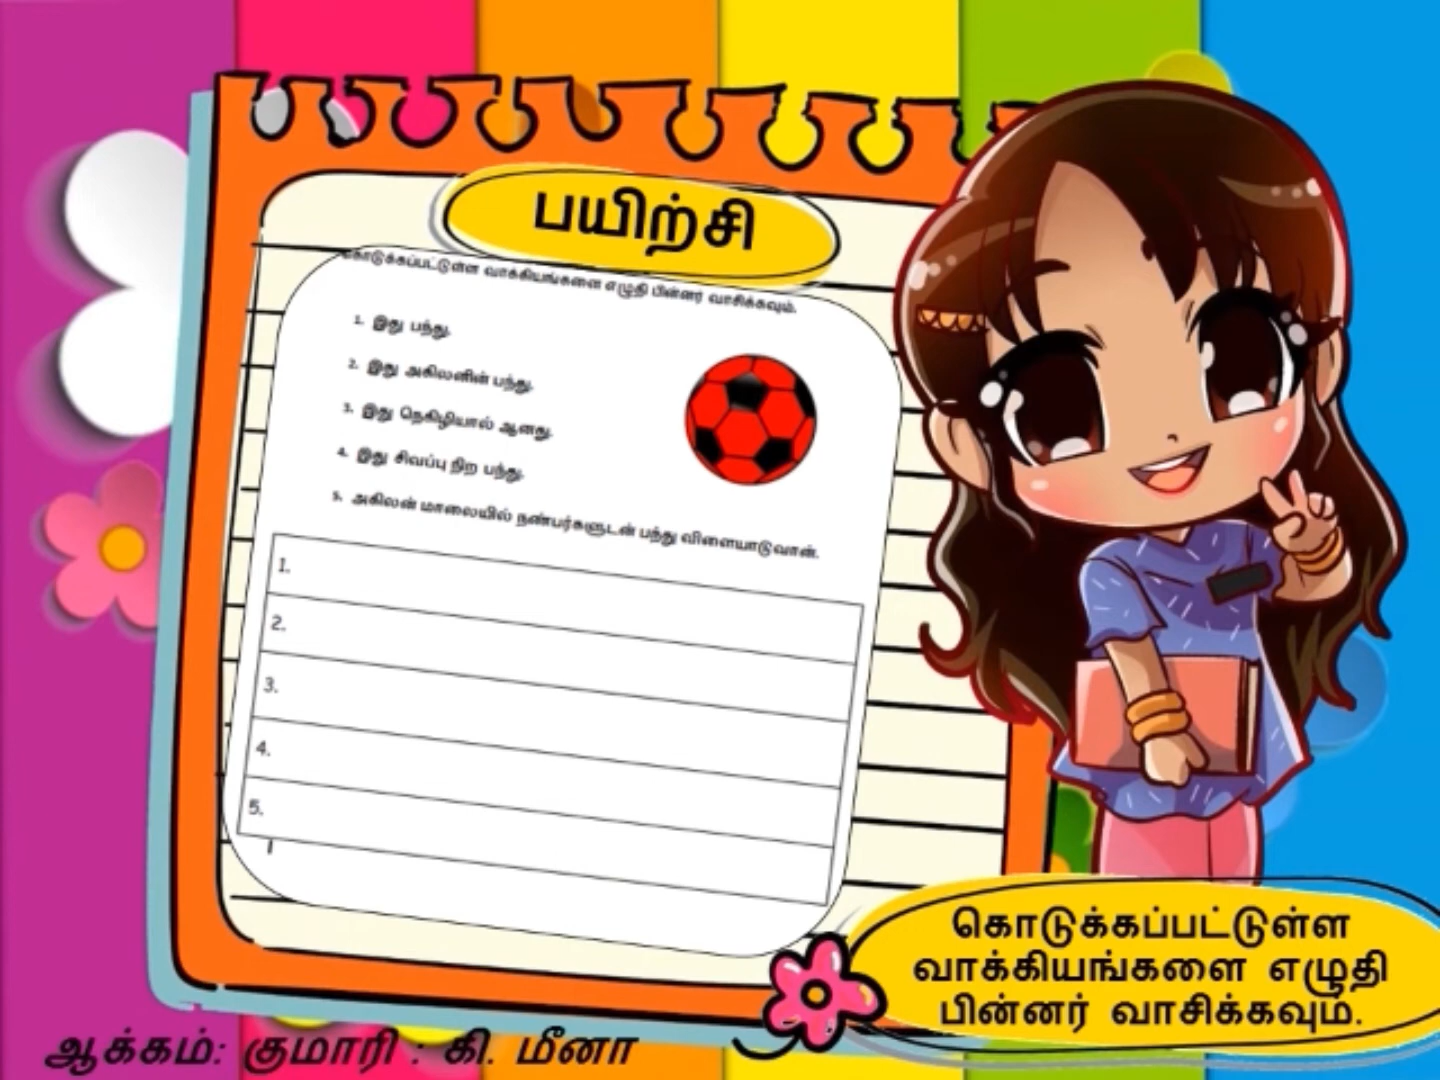 பயிற்சி
கொடுக்கப்பட்டுள்ள வாக்கியங்களை எழுதி பின்னர் வாசிக்கவும்.
1. இது பந்து.
2. இது அகிலனின் பந்து.
3. இது நெகிழியால் ஆனது.
4. இது சிவப்பு நிற பந்து.
5. அகிலன் மாலையில் நண்பர்களுடன் பந்து விளையாடுவான்.
1.
2.
3.
4.
5.
கொடுக்கப்பட்டுள்ள
வாக்கியங்களை எழுதி
பின்னர் வாசிக்கவும்.
ஆக்கம்: குமாரி : கி. மீனா